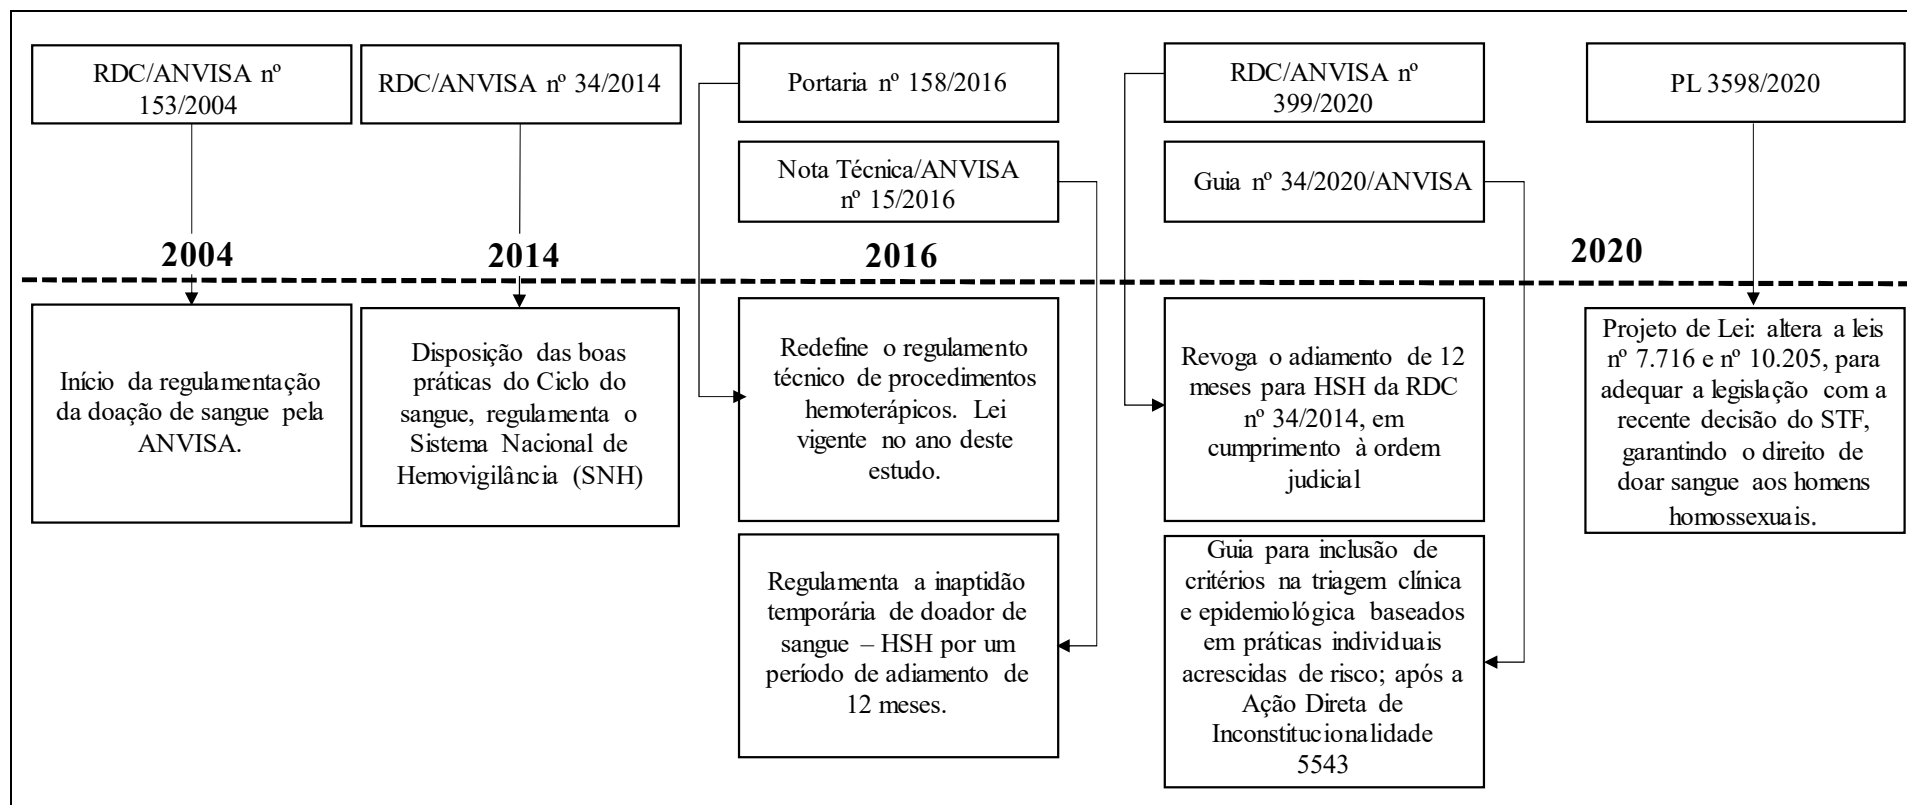 RDC/ANVISA nº
153/2004
RDC/ANVISA nº 34/2014
Portaria nº 158/2016
RDC/ANVISA nº
399/2020
PL 3598/2020
Nota Técnica/ANVISA
nº 15/2016
Guia nº 34/2020/ANVISA
2004
2014
2016
2020
Início da regulamentação
da doação de sangue pela
ANVISA.
Disposição das boas
práticas do Ciclo do
sangue, regulamenta o
Sistema Nacional de
Hemovigilância (SNH)
Redefine o regulamento
técnico de procedimentos
hemoterápicos. Lei
vigente no ano deste
estudo.
Revoga o adiamento de 12
meses para HSH da RDC
nº 34/2014, em
cumprimento à ordem
judicial
Projeto de Lei: altera a leis
nº 7.716 e nº 10.205, para
adequar a legislação com a
recente decisão do STF,
garantindo o direito de
doar sangue aos homens
homossexuais.
Regulamenta a inaptidão
temporária de doador de
sangue – HSH por um
período de adiamento de
12 meses.
Guia para inclusão de
critérios na triagem clínica
e epidemiológica baseados
em práticas individuais
acrescidas de risco; após a
Ação Direta de
Inconstitucionalidade
5543